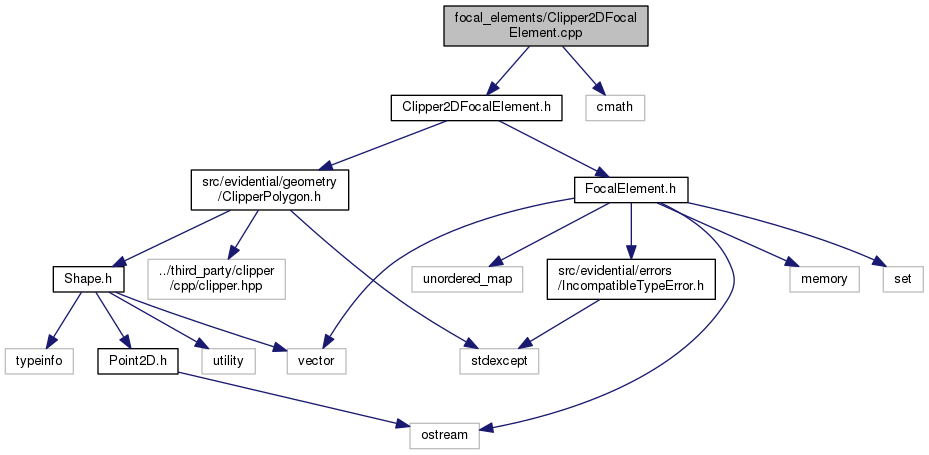 focal_elements/Clipper2DFocal
Element.cpp
Clipper2DFocalElement.h
cmath
src/evidential/geometry
/ClipperPolygon.h
FocalElement.h
Shape.h
../third_party/clipper
/cpp/clipper.hpp
unordered_map
src/evidential/errors
/IncompatibleTypeError.h
memory
set
typeinfo
Point2D.h
utility
vector
stdexcept
ostream